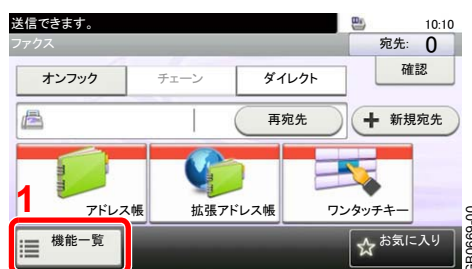 送信できます。
10:10
ファクス
宛先: 0
オンフック
チェーン
ダイレクト
確認
再宛先
+ 新規宛先
アドレス帳
拡張アドレス帳
ワンタッチキー
1
機能一覧
お気に入り
GB0669-00